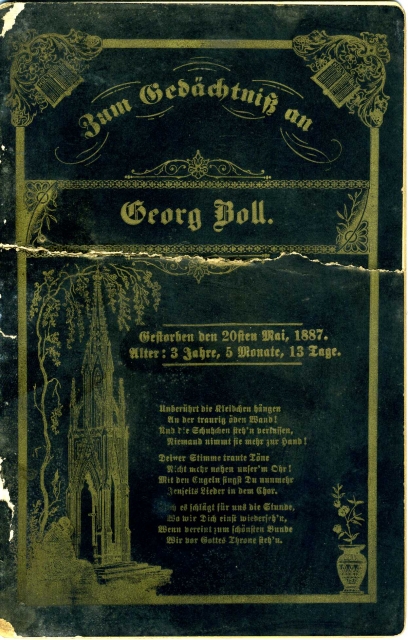 Zum Gedächtniß an
Georg Boll.
Gestorben den 20sten Mai, 1887.
Alter: 3 Jahre, 5 Monate, 13 Tage.
Unberührt die Kleidchen hängen
An der traurig öden Wand!
Und die Schuhchen steh'n verlassen,
Niemand nimmt sie mehr zur Hand!
Deiner Stimme traute Töne
Nicht mehr nahen unser'm Ohr!
Mit den Engeln singst Du nunmehr
Jenseits Lieder in dem Chor.
es schlägt für uns die Stunde,
Wo wir Dich einst wiederseh'n,
Wenn vereint zum schönsten Bunde
Wir vor Gottes Throne steh'n.